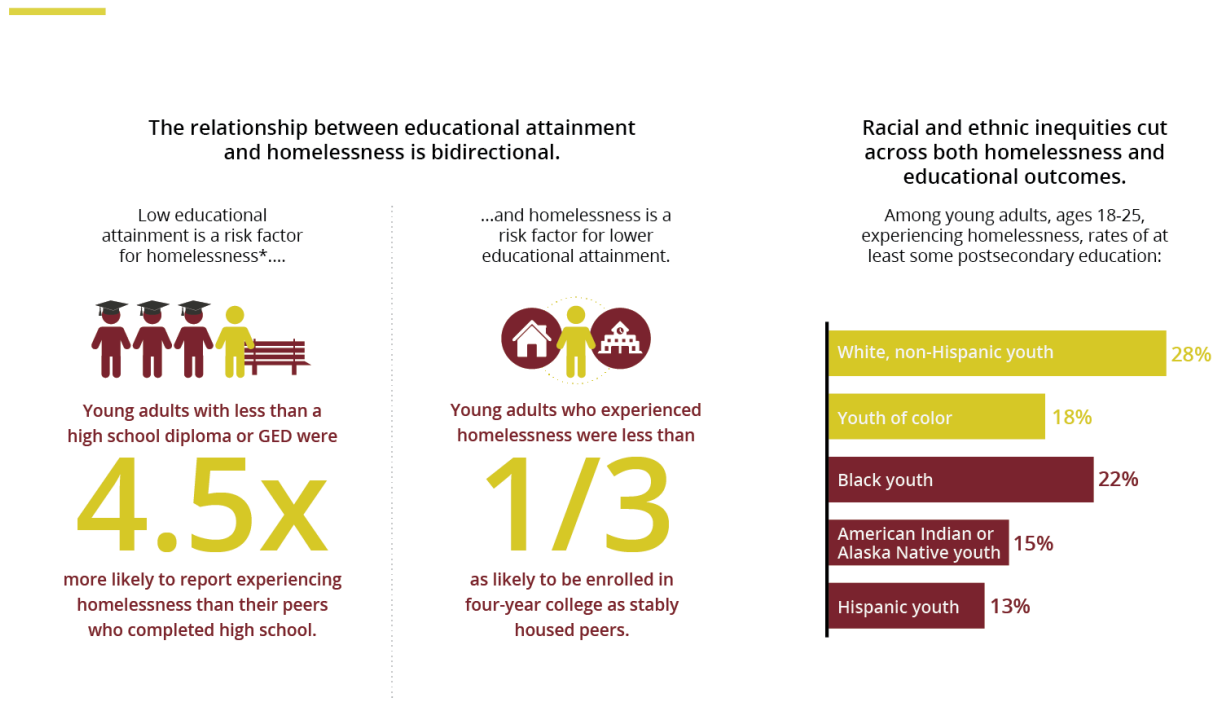 The relationship between educational attainment
and homelessness is bidirectional.
Low educational
attainment is a risk factor
for homelessness*....
Young adults with less than a
high school diploma or GED were
4.5x
more likely to report experiencing
homelessness than their peers
who completed high school.
...and homelessness is a
risk factor for lower
educational attainment.
Young adults who experienced
homelessness were less than
1/3
as likely to be enrolled in
four-year college as stably
housed peers.
Racial and ethnic inequities cut
across both homelessness and
educational outcomes.
Among young adults, ages 18-25,
experiencing homelessness, rates of at
least some postsecondary education:
White, non-Hispanic youth 28%
Youth of color 18%
Black youth 22%
American Indian or
Alaska Native youth 15%
Hispanic youth 13%